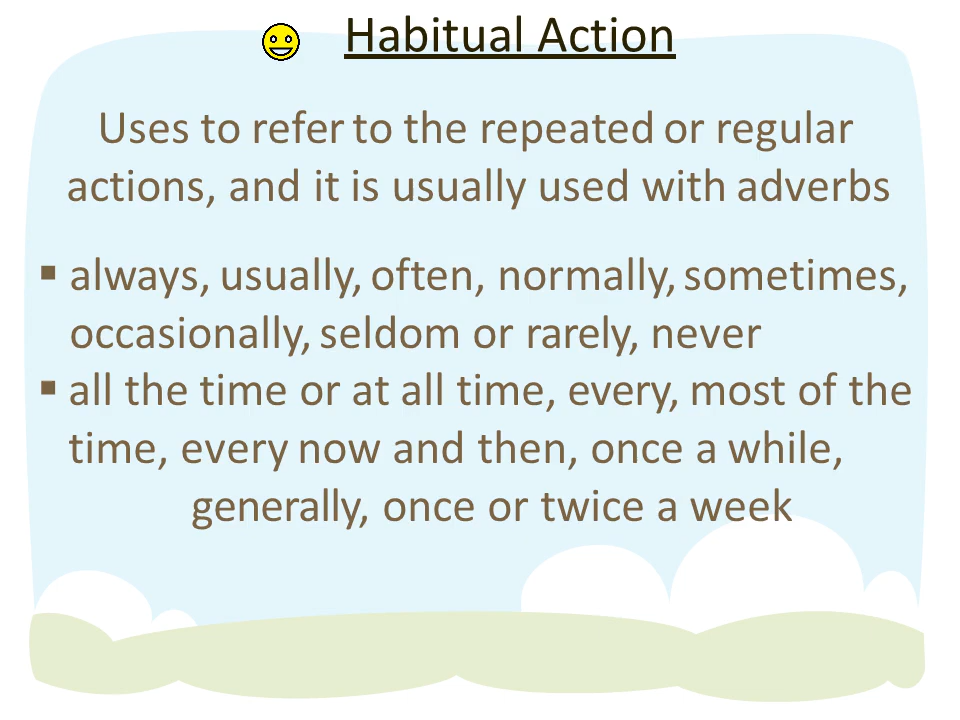 Habitual Action
Uses to refer to the repeated or regular
actions, and it is usually used with adverbs
▪ always, usually, often, normally, sometimes,
occasionally, seldom or rarely, never
▪ all the time or at all time, every, most of the
time, every now and then, once a while,
generally, once or twice a week